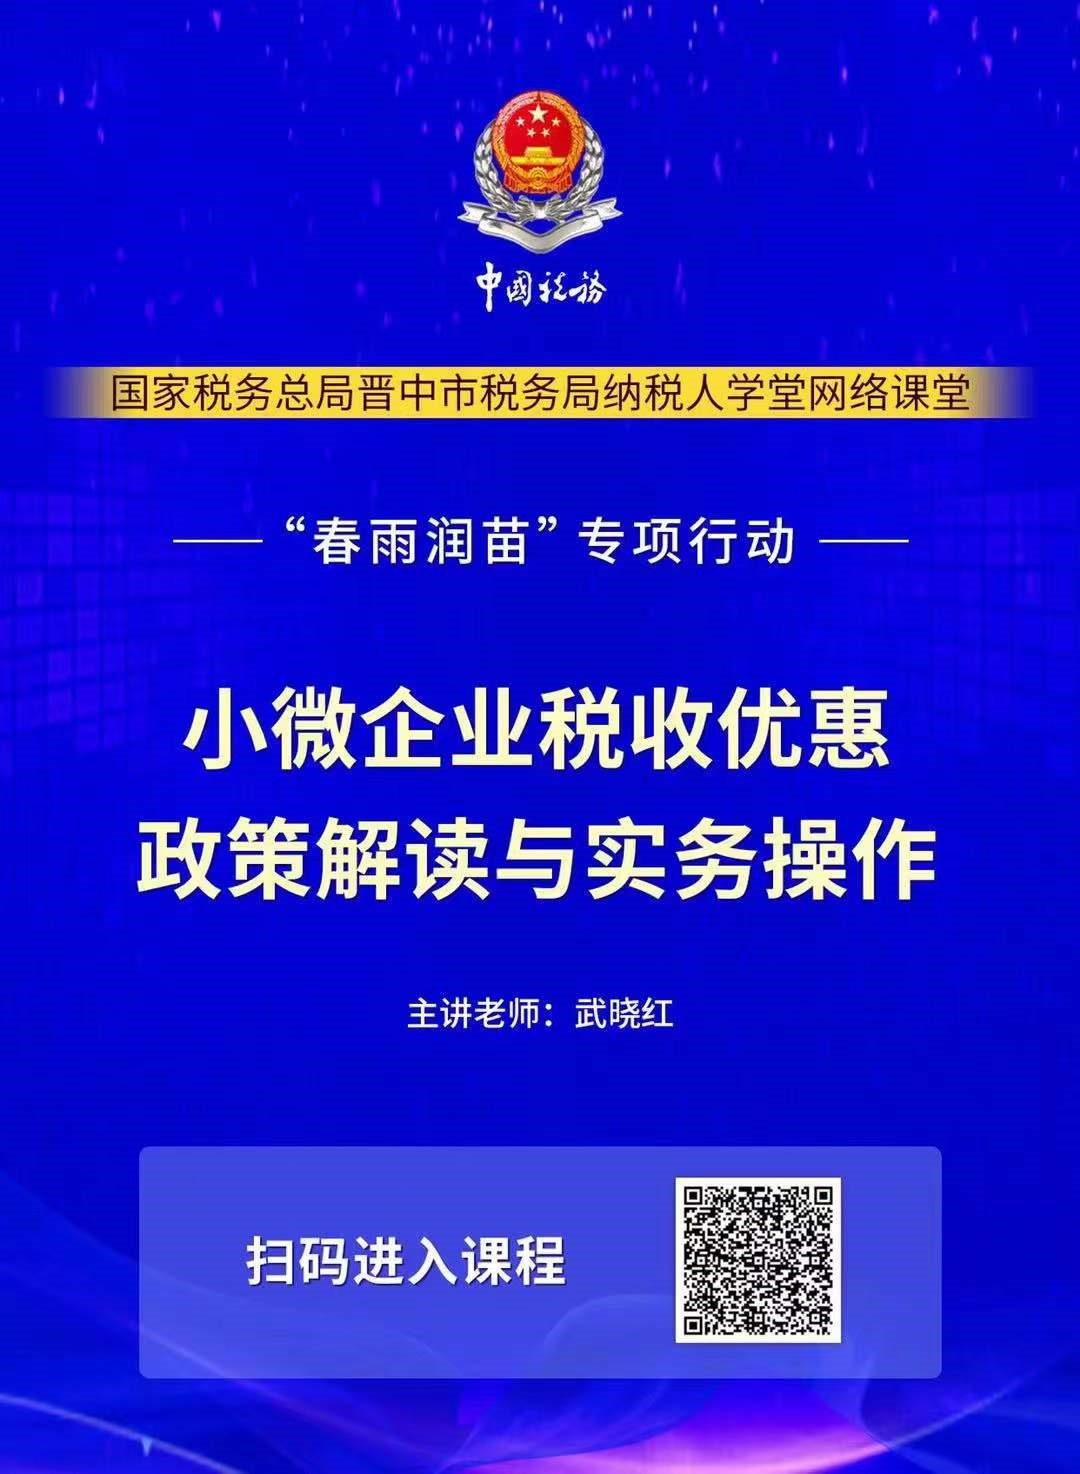 中国税务
国家税务总局晋中市税务局纳税人学堂网络课堂
“春雨润苗”专项行动
小微企业税收优惠
政策解读与实务操作
主讲老师：武晓红
扫码进入课程